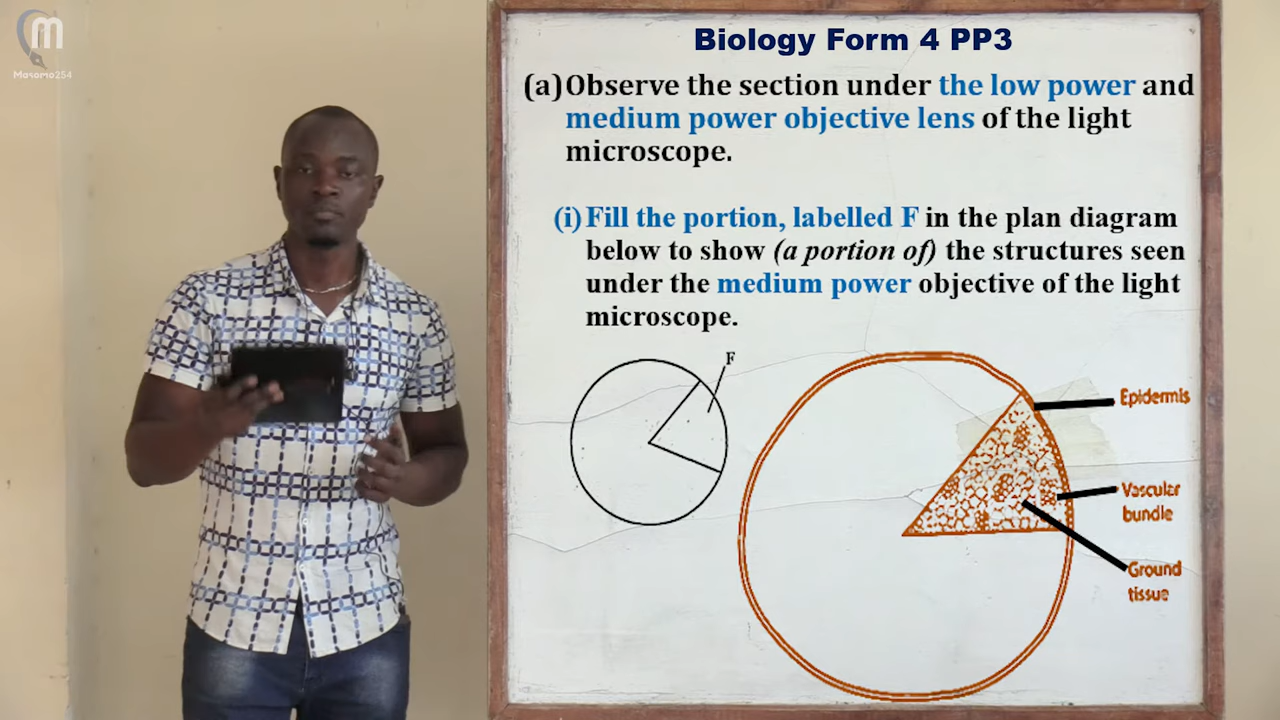 m
Masomo254
Biology Form 4 PP3
(a) Observe the section under the low power and
medium power objective lens of the light
microscope.
(i) Fill the portion, labelled F in the plan diagram
below to show (a portion of) the structures seen
under the medium power objective of the light
microscope.
F
Epidermis
Vascular
bundle
Ground
tissue